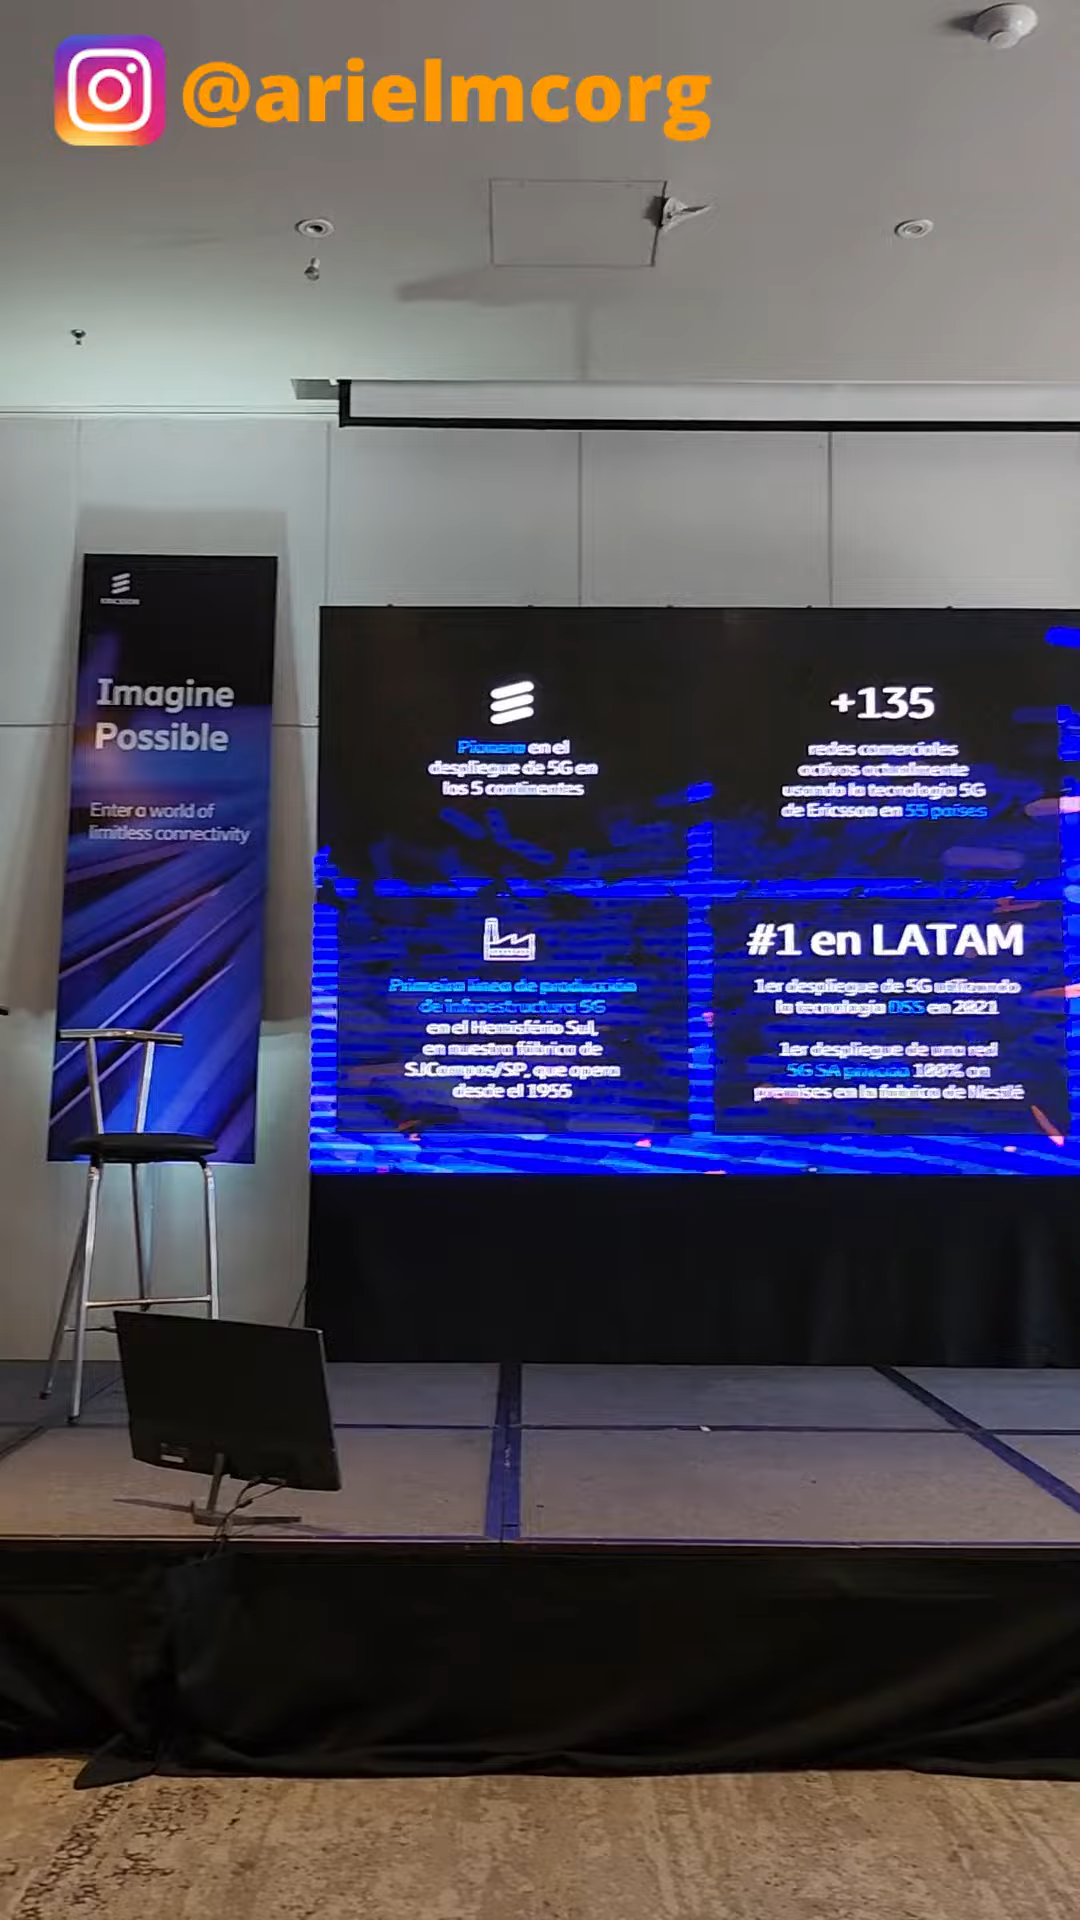 @arielmcorg
ERICSSON
Imagine
Possible
Enter a world of
limitless connectivity
Pionero en el
despliegue de 5G en
los 5 continentes
+135
redes comerciales
activas actualmente
usando la tecnología 5G
de Ericsson en 55 países
Primeira línea de producción
de infraestructura 5G
en el Hemisfério Sul,
en nuestra fábrica de
SJCampos/SP, que opera
desde el 1955
#1 en LATAM
1er despliegue de 5G utilizando
la tecnología DSS en 2021
1er despliegue de una red
5G SA privada 100% on
premises en la fabrica de Nestlé